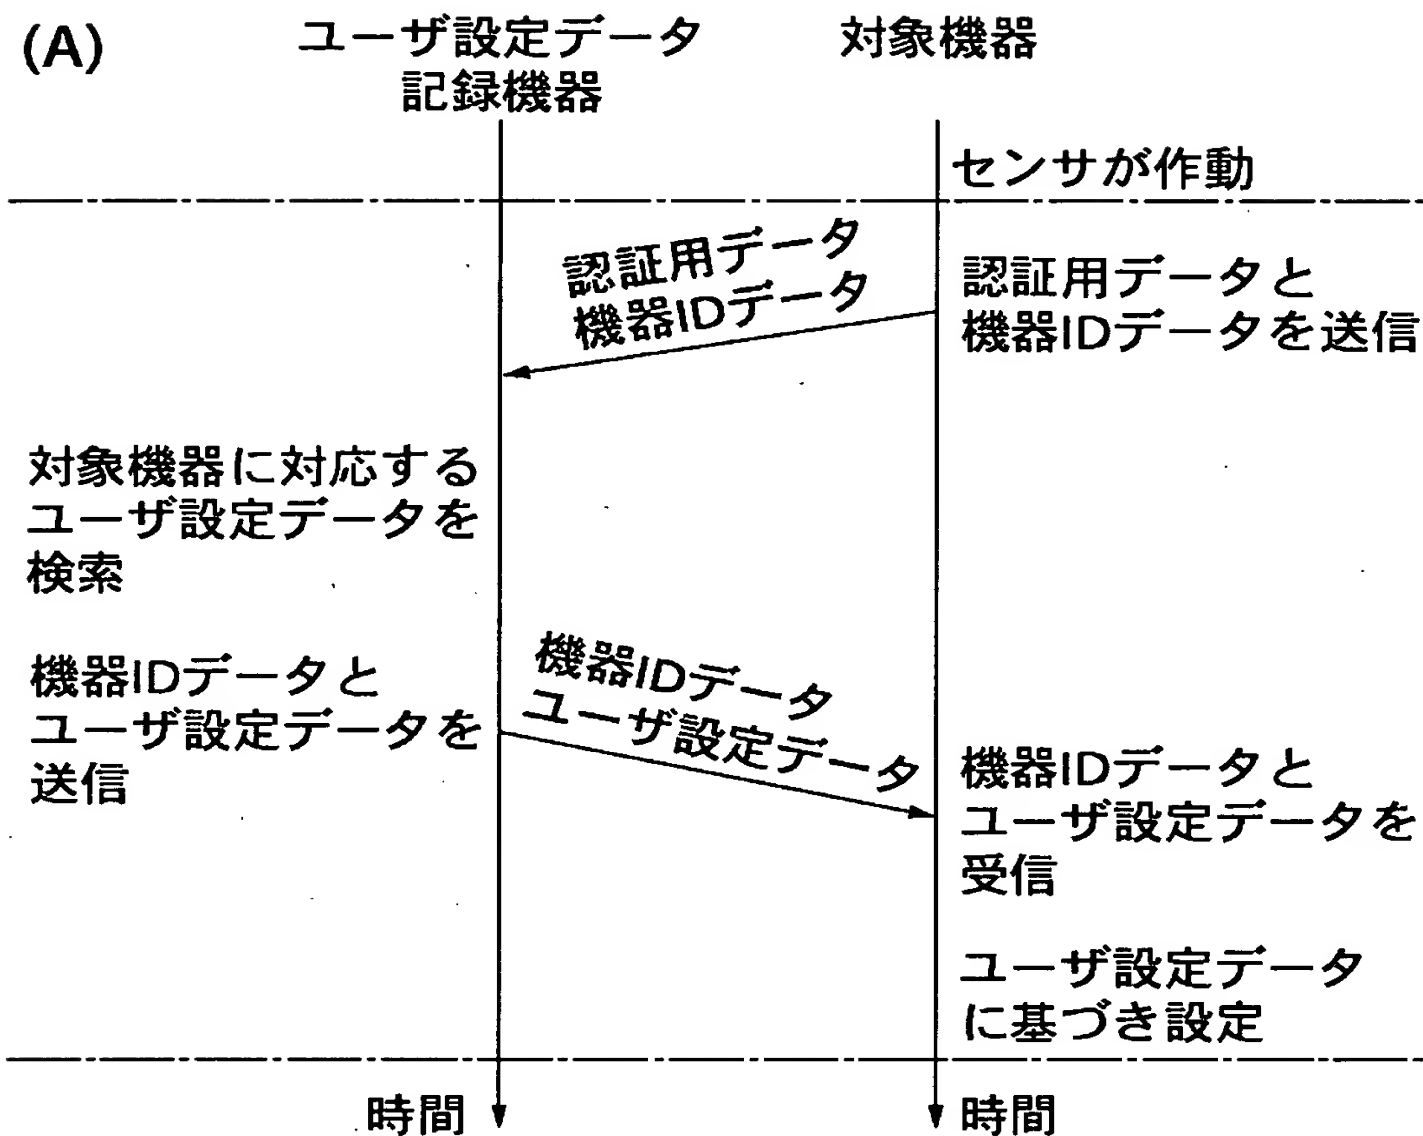 (A)
ユーザ設定データ
記録機器
対象機器
センサが作動
認証用データ
機器IDデータ
認証用データと
機器IDデータを送信
対象機器に対応する
ユーザ設定データを
検索
機器IDデータと
ユーザ設定データを
送信
機器IDデータ
ユーザ設定データ
機器IDデータと
ユーザ設定データを
受信
ユーザ設定データ
に基づき設定
時間
時間